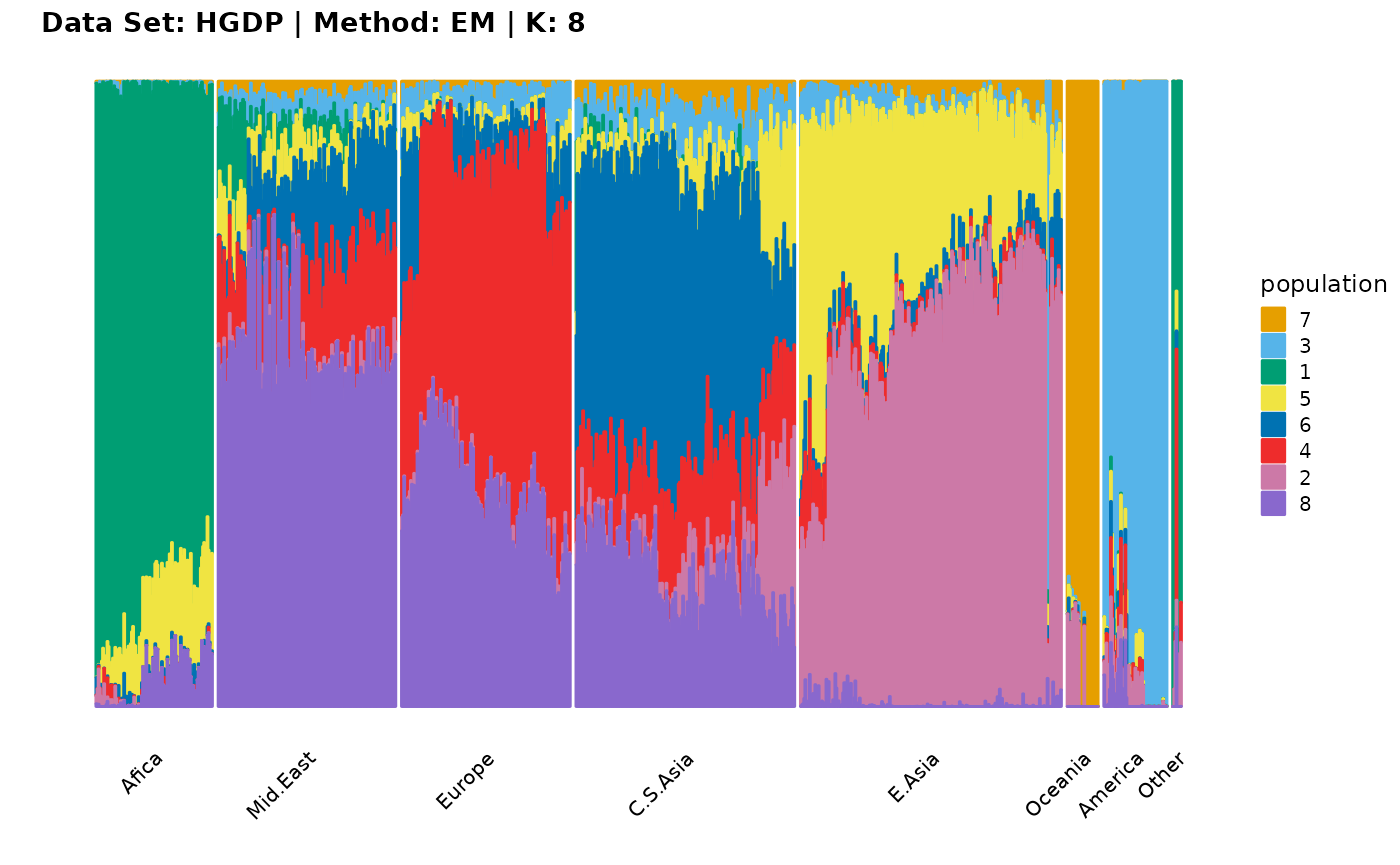 Data Set: HGDP | Method: EM | K: 8
population
7
3
1
5
6
4
2
8
Afica
Mid.East
Europe
C.S.Asia
E.Asia
Oceania
America
Other